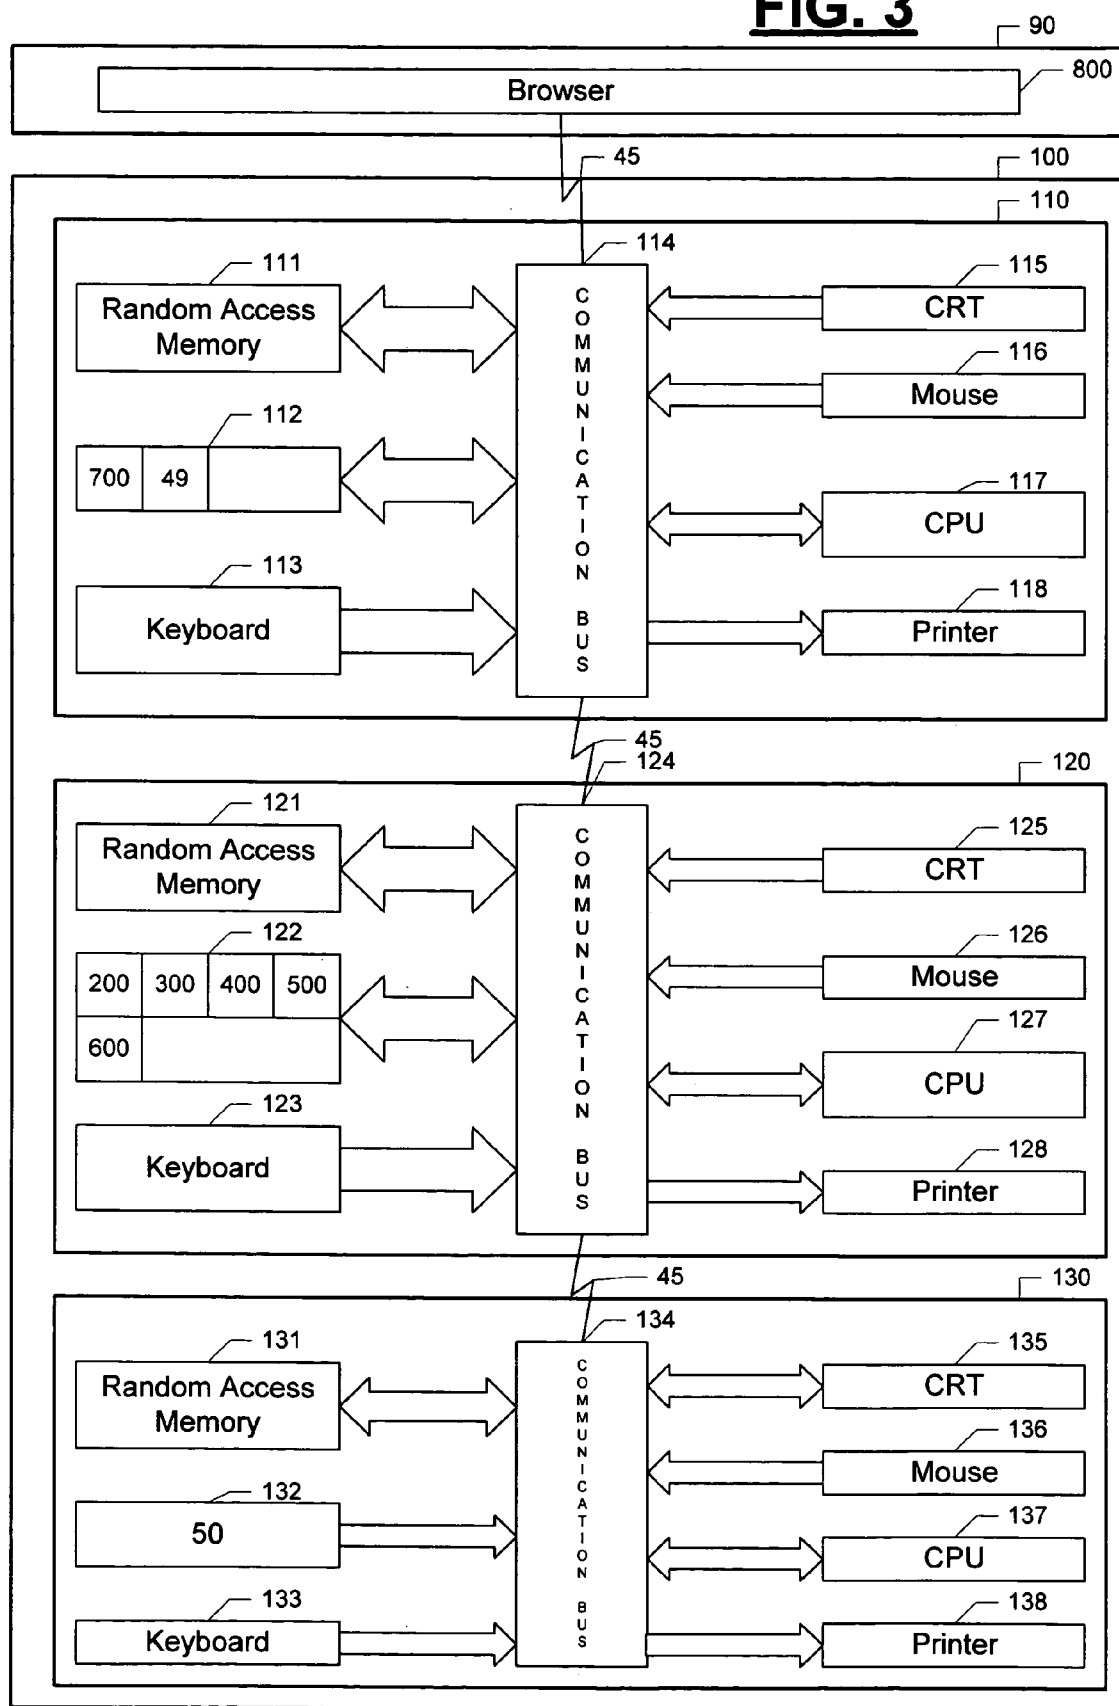 FIG. 3
90
Browser
800
45
100
110
111
Random Access
Memory
114
COMMUNICATION BUS
115
CRT
116
Mouse
112
700 49
117
CPU
113
Keyboard
118
Printer
45
124
120
121
Random Access
Memory
COMMUNICATION BUS
125
CRT
122
200 300 400 500
600
126
Mouse
127
CPU
123
Keyboard
128
Printer
45
130
131
Random Access
Memory
134
COMMUNICATION BUS
135
CRT
136
Mouse
132
50
137
CPU
133
Keyboard
138
Printer